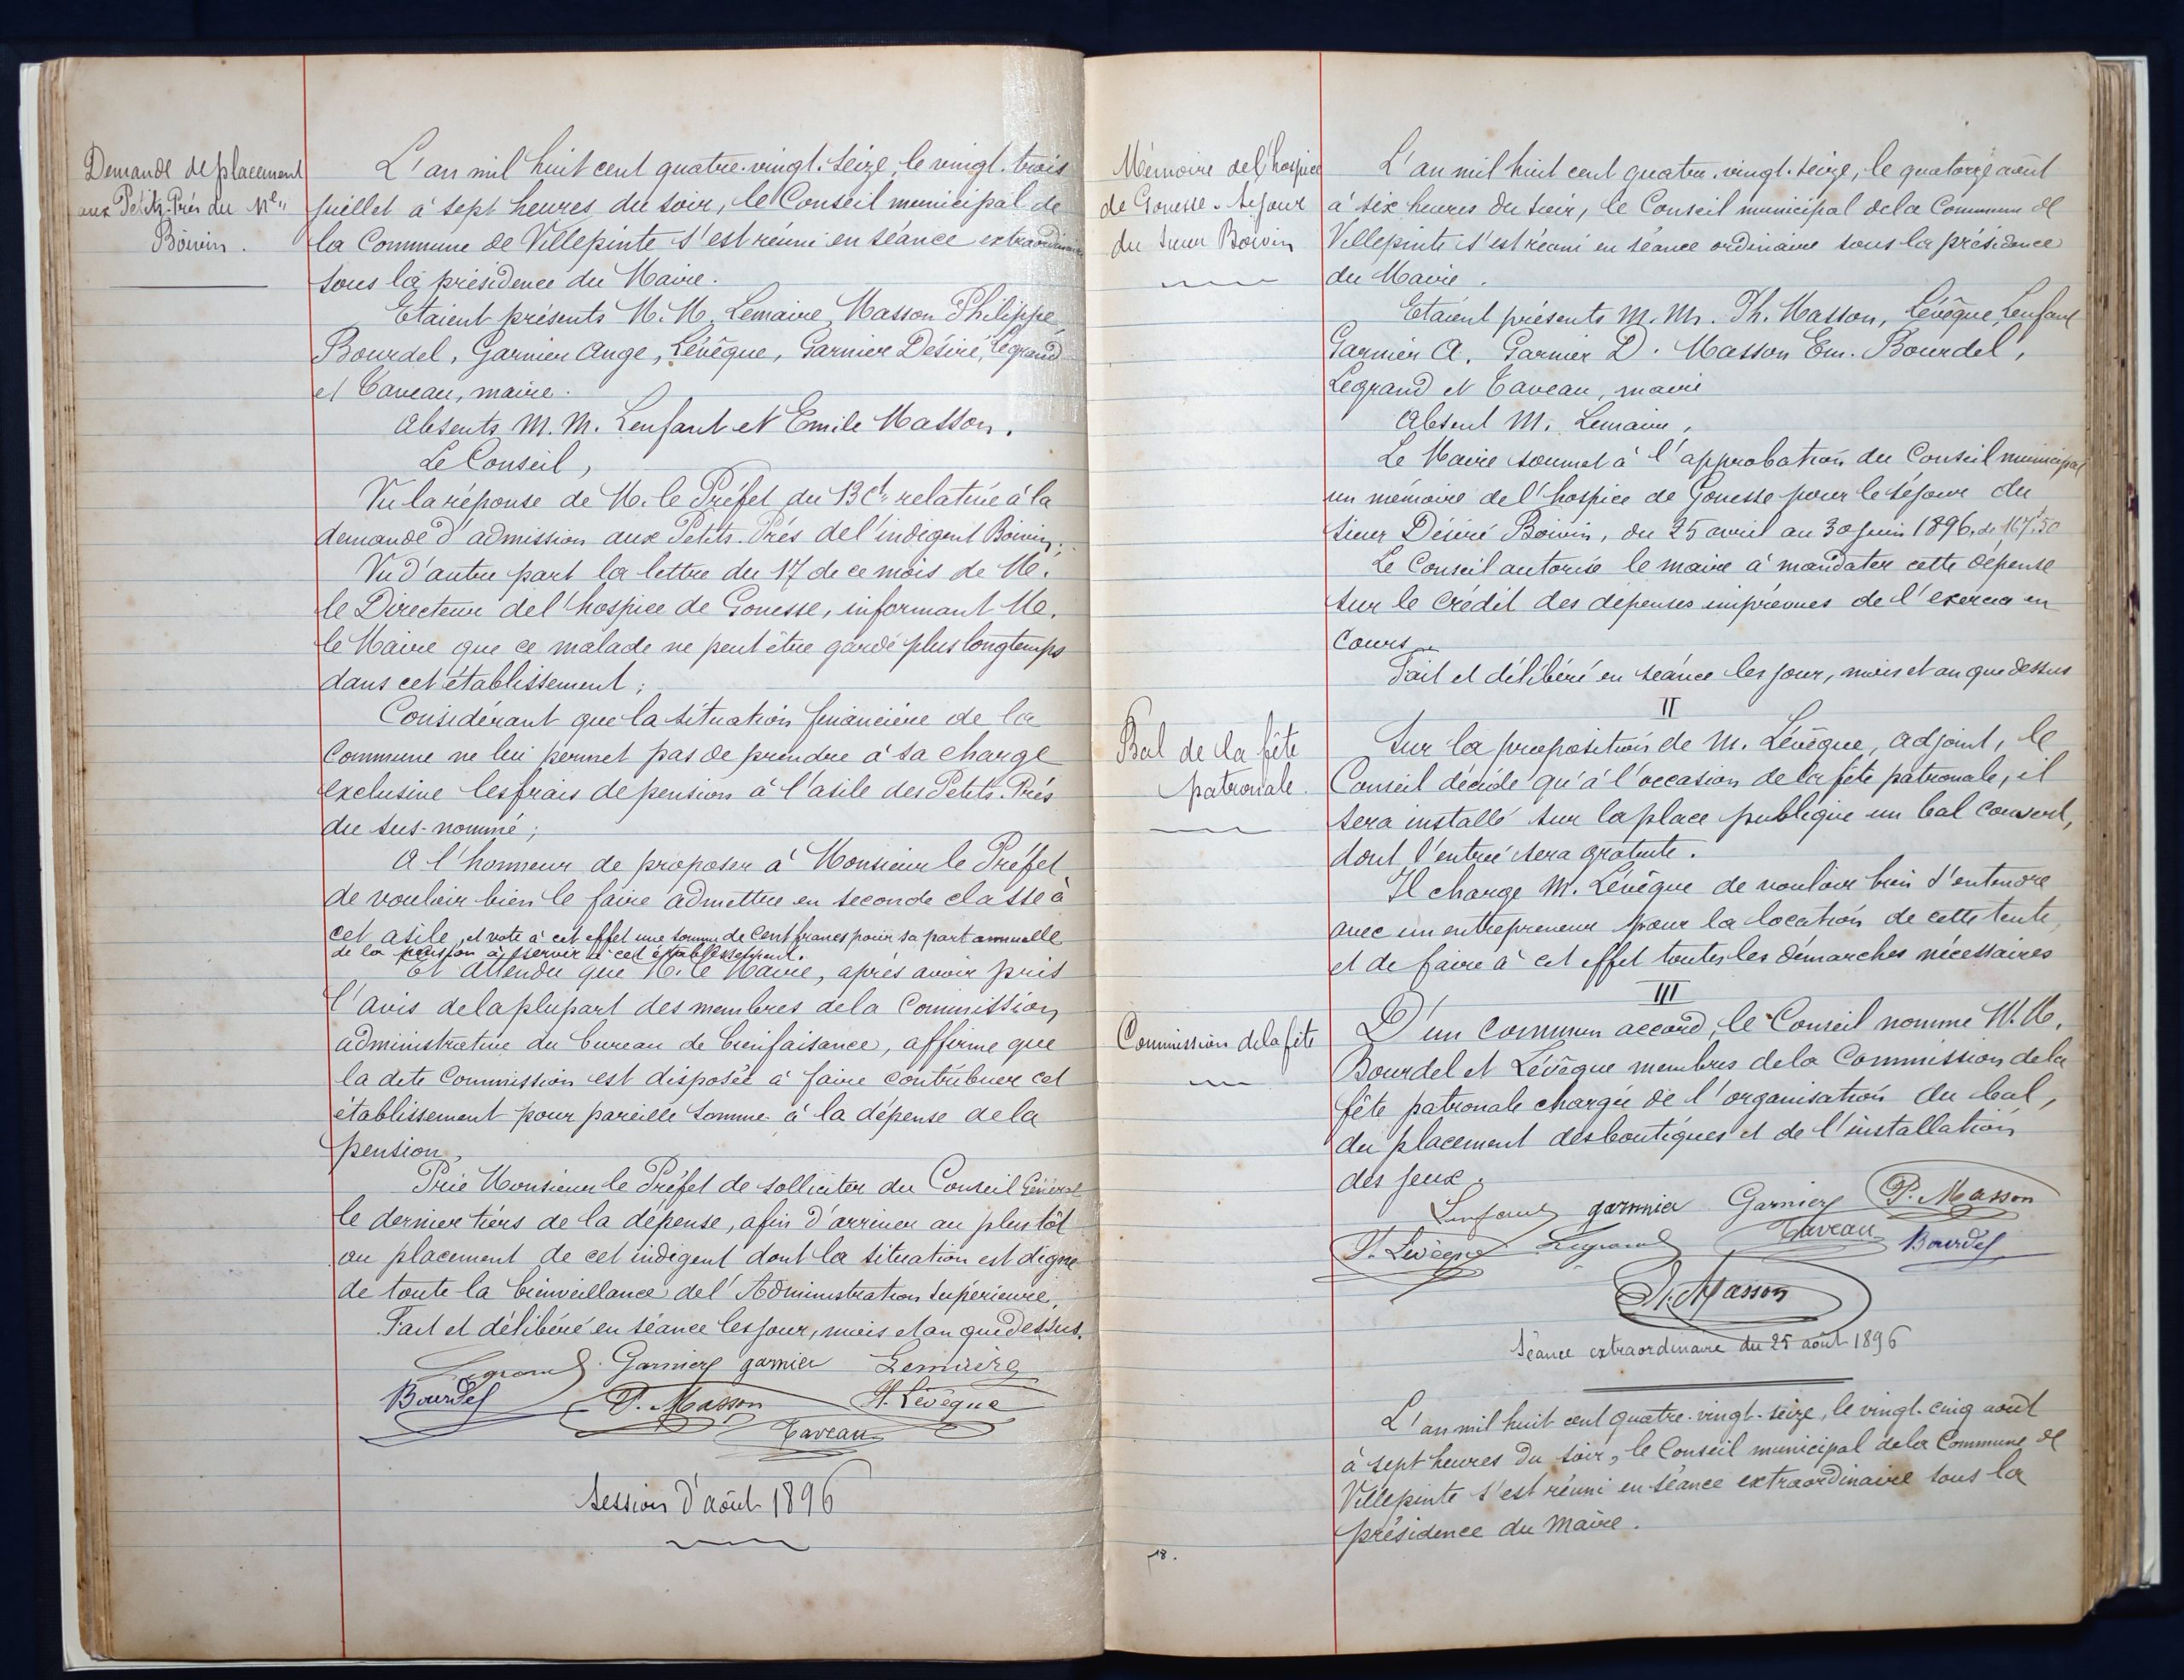 Demande de placement
aux Petits-Prés du
Boivin.
L'an mil huit cent quatre-vingt-seize, le vingt-trois
juillet à sept heures du soir, le Conseil municipal de
la Commune de Villepinte s'est réuni en séance extraordinaire
sous la présidence du Maire.
Etaient présents M.M. Lemaire, Masson Philippe,
Bourdel, Garnier Ange, Lévêque, Garnier Désiré, Legrand
et Taveau, maire.
Absents M.M. Lenfant et Emile Masson.
Le Conseil,
Vu la réponse de M. le Préfet du 13 ct relative à la
demande d'admission aux Petits-Prés de l'indigent Boivin;
Vu d'autre part la lettre du 17 de ce mois de M.
le Directeur de l'hospice de Gonesse, informant M.
le Maire que ce malade ne peut être gardé plus longtemps
dans cet établissement;
Considérant que la situation financière de la
Commune ne lui permet pas de prendre à sa charge
exclusive les frais de pension à l'asile des Petits-Prés
du sus-nommé;
A l'honneur de proposer à Monsieur le Préfet
de vouloir bien le faire admettre en seconde classe à
cet asile, et vote à cet effet une somme de cent francs pour sa part annuelle
de la pension à servir à cet établissement.
Et attendu que M. le Maire, après avoir pris
l'avis de la plupart des membres de la Commission
administrative du bureau de bienfaisance, affirme que
la dite Commission est disposée à faire contribuer cet
établissement pour pareille somme à la dépense de la
pension,
Prie Monsieur le Préfet de solliciter du Conseil Général
le dernier tiers de la dépense, afin d'arriver au plus tôt
au placement de cet indigent dont la situation est digne
de toute la bienveillance de l'Administration supérieure.
Fait et délibéré en séance les jour, mois et an que dessus.
Legrand Garnier garnier Lemaire
Bourdel P. Masson H. Lévêque
Taveau
Session d'août 1896
Mémoire de l'hospice
de Gonesse. Séjour
du sieur Boivin
L'an mil huit cent quatre-vingt-seize, le quatorze août
à six heures du soir, le Conseil municipal de la Commune de
Villepinte s'est réuni en séance ordinaire sous la présidence
du Maire.
Etaient présents M.M. Ph. Masson, Lévêque, Lenfant
Garnier A. Garnier D. Masson Em. Bourdel,
Legrand et Taveau, maire
Absent M. Lemaire.
Le Maire soumet à l'approbation du Conseil municipal
un mémoire de l'hospice de Gonesse pour le séjour du
sieur Désiré Boivin, du 25 avril au 30 juin 1896, de 167f.50
Le Conseil autorise le maire à mandater cette dépense
sur le crédit des dépenses imprévues de l'exercice en
cours.
Fait et délibéré en séance les jour, mois et an que dessus
II
Bal de la fête
patronale.
Sur la proposition de M. Lévêque, adjoint, le
Conseil décide qu'à l'occasion de la fête patronale, il
sera installé sur la place publique un bal couvert,
dont l'entrée sera gratuite.
Il charge M. Lévêque de vouloir bien s'entendre
avec un entrepreneur pour la location de cette tente,
et de faire à cet effet toutes les démarches nécessaires
III
Commission de la fête
D'un commun accord, le Conseil nomme M.M.
Bourdel et Lévêque membres de la Commission de la
fête patronale chargée de l'organisation du bal,
du placement des boutiques et de l'installation
des jeux.
Lenfant garnier Garnier P. Masson
Lévêque Legrand Taveau Bourdel
Masson
Séance extraordinaire du 25 août 1896
L'an mil huit cent quatre-vingt-seize, le vingt-cinq août
à sept heures du soir, le Conseil municipal de la Commune de
Villepinte s'est réuni en séance extraordinaire sous la
présidence du Maire.
18.